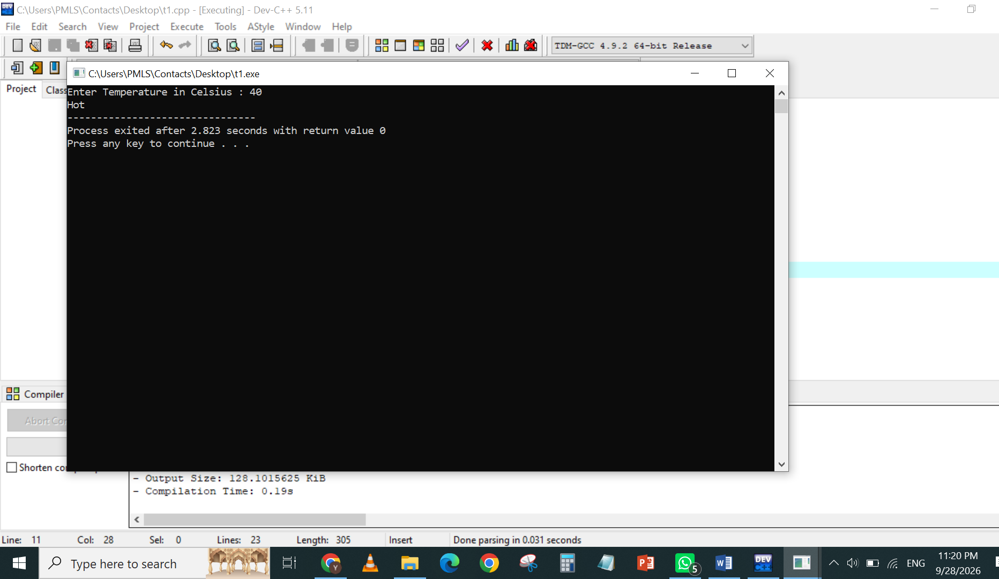 C:\Users\PMLS\Contacts\Desktop\t1.cpp - [Executing] - Dev-C++ 5.11
File Edit Search View Project Execute Tools AStyle Window Help
TDM-GCC 4.9.2 64-bit Release
C:\Users\PMLS\Contacts\Desktop\t1.exe
Project Class
Enter Temperature in Celsius : 40
Hot
--------------------------------
Process exited after 2.823 seconds with return value 0
Press any key to continue . . .
Compiler
Abort Com
Shorten com
- Output Size: 128.1015625 KiB
- Compilation Time: 0.19s
Line: 11 Col: 28 Sel: 0 Lines: 23 Length: 305 Insert Done parsing in 0.031 seconds
Type here to search
Y
5
W
P
DEV
C++
ENG
11:20 PM
9/28/2026